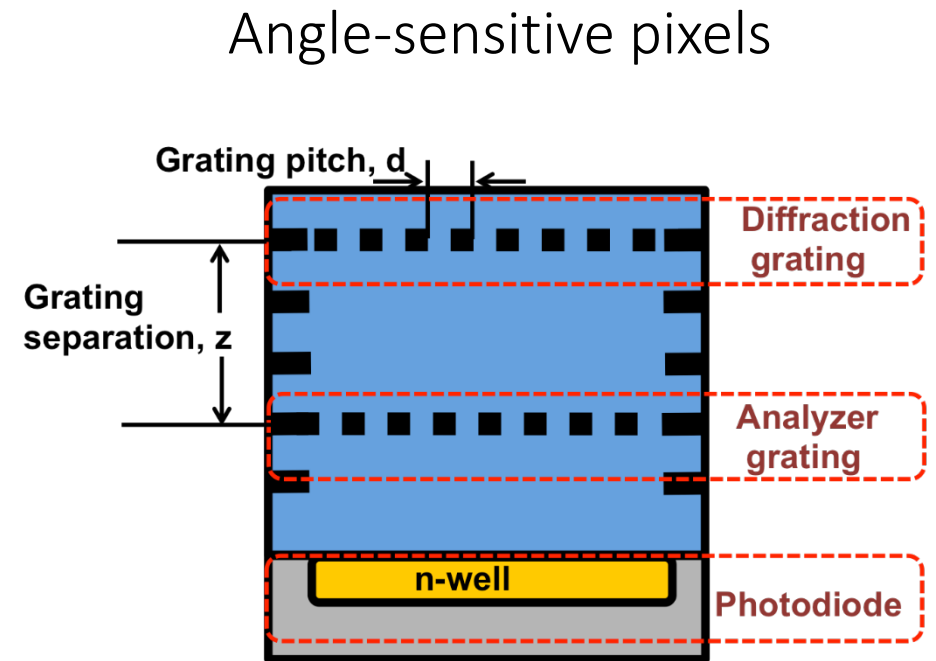 Angle-sensitive pixels
Grating pitch, d
Diffraction
grating
Grating
separation, z
Analyzer
grating
n-well
Photodiode